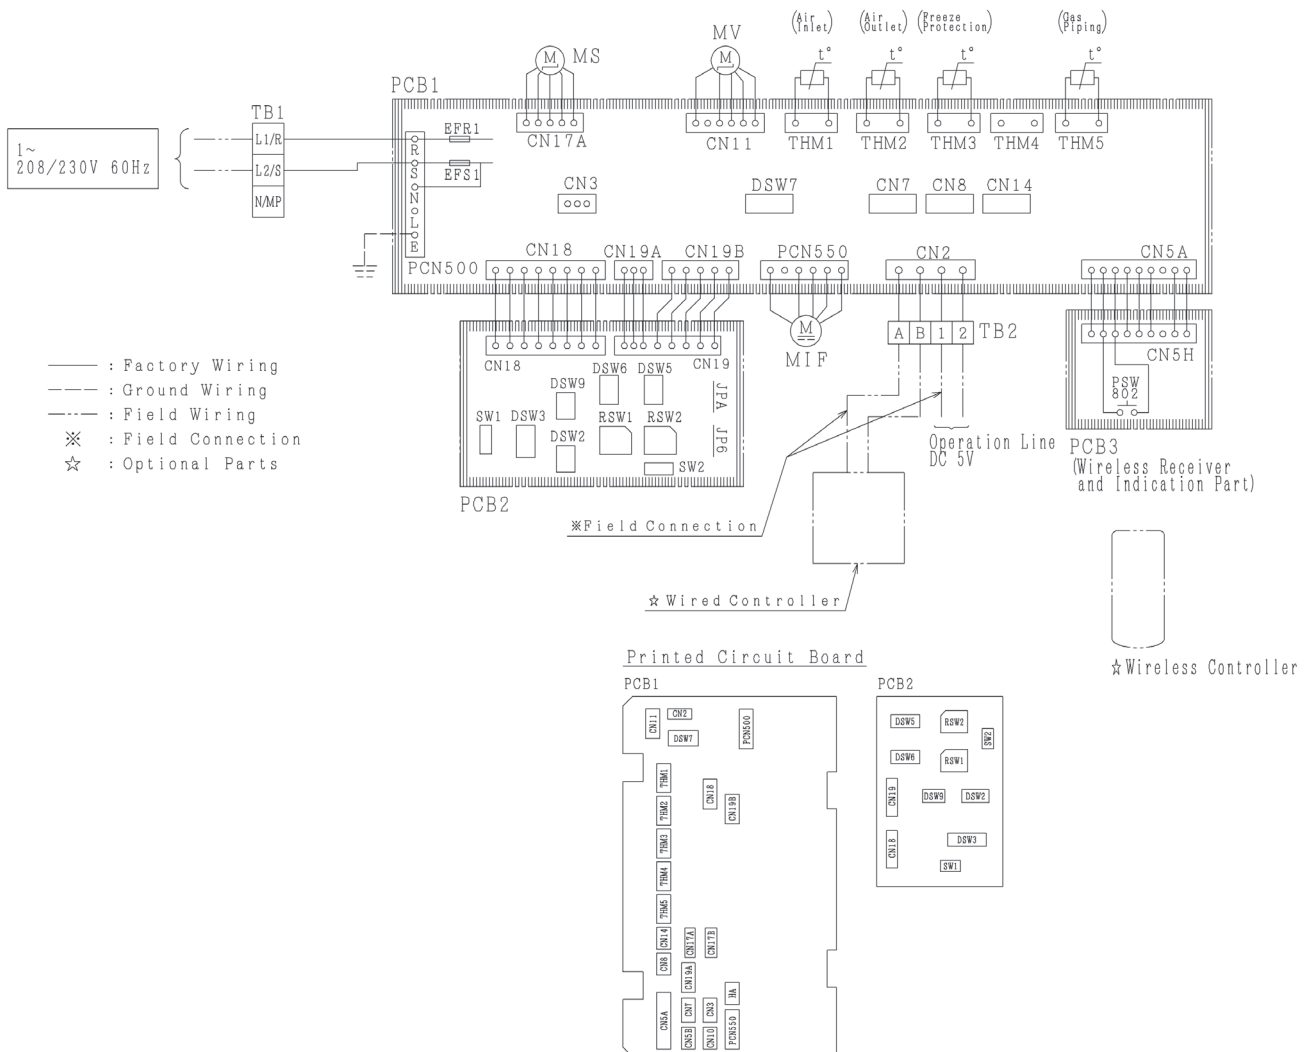 (Air Inlet)
(Air Outlet)
(Freeze Protection)
(Gas Piping)
MS
MV
M
M
t°
t°
t°
t°
PCB1
TB1
L1/R
L2/S
N/MP
1~
208/230V 60Hz
EFR1
EFS1
R
S
N
L
E
PCN500
CN17A
CN11
THM1
THM2
THM3
THM4
THM5
CN3
DSW7
CN7
CN8
CN14
CN18
CN19A
CN19B
PCN550
CN2
CN5A
M
MIF
A
B
1
2
TB2
CN18
CN19
DSW6
DSW5
DSW9
JPA
SW1
DSW3
RSW1
RSW2
JP6
DSW2
SW2
PCB2
CN5H
PSW
802
PCB3
(Wireless Receiver
and Indication Part)
Operation Line
DC 5V
: Factory Wiring
: Ground Wiring
: Field Wiring
※ : Field Connection
☆ : Optional Parts
※Field Connection
☆Wired Controller
☆Wireless Controller
Printed Circuit Board
PCB1
CN11
CN2
DSW7
PCN500
THM1
CN18
CN19B
THM2
THM3
THM4
THM5
CN14
CN17A
CN17B
CN8
CN19A
CN5A
CN7
CN3
HA
CN5B
CN10
PCN550
PCB2
DSW5
RSW2
SW2
DSW6
RSW1
CN19
DSW9
DSW2
CN18
DSW3
SW1